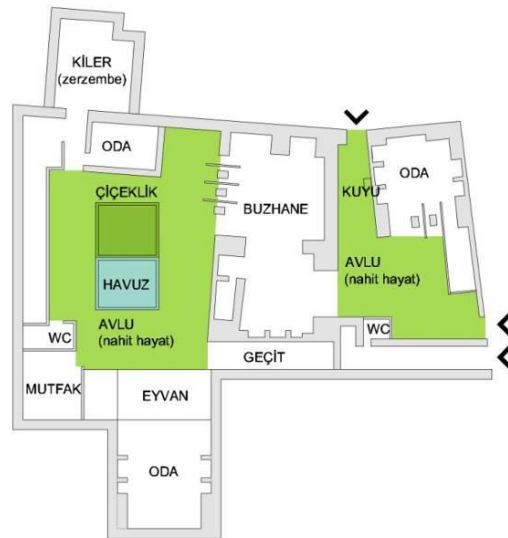 KİLER
(zerzembe)
ODA
ÇİÇEKLİK
HAVUZ
AVLU
(nahit hayat)
WC
MUTFAK
EYVAN
ODA
BUZHANE
GEÇİT
KUYU
ODA
AVLU
(nahit hayat)
WC